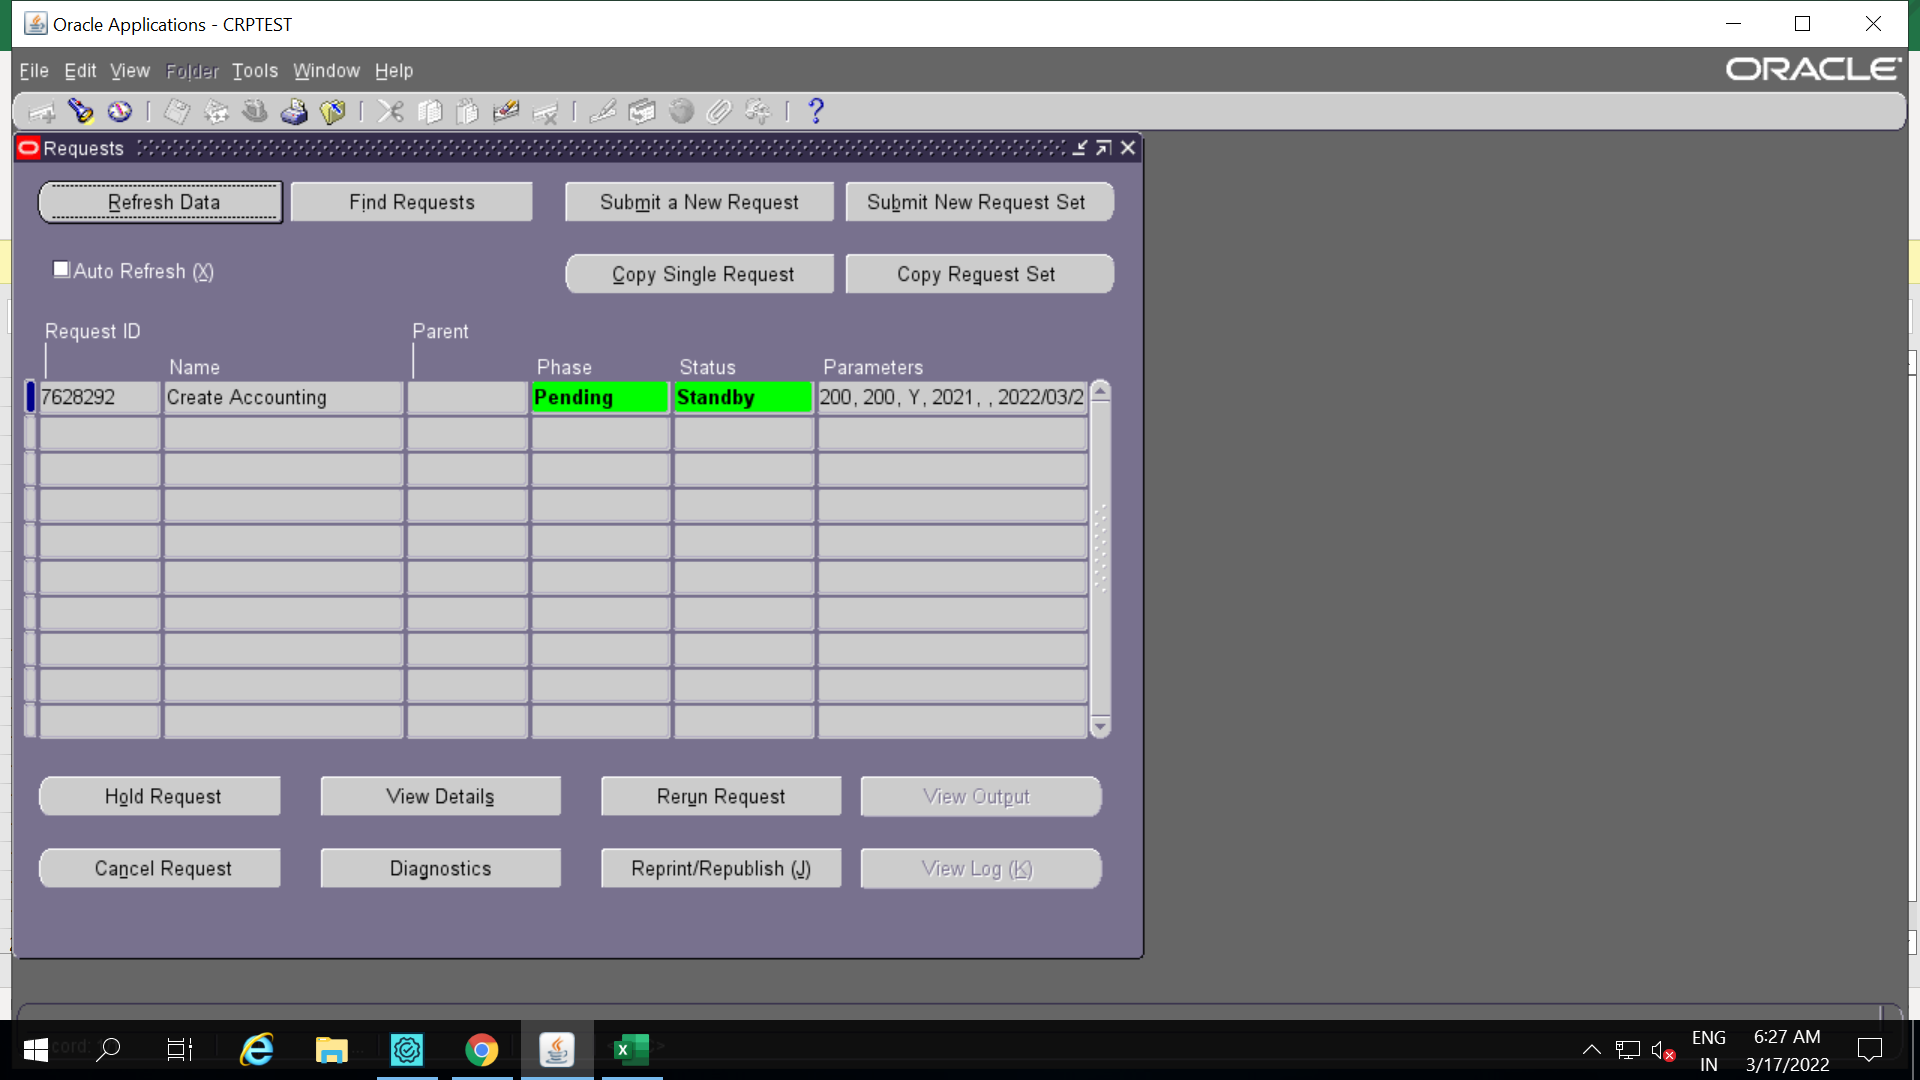 Oracle Applications - CRPTEST
File Edit View Folder Tools Window Help
ORACLE
Requests
Refresh Data
Find Requests
Submit a New Request
Submit New Request Set
Auto Refresh (X)
Copy Single Request
Copy Request Set
Request ID
Parent
Name
Phase
Status
Parameters
7628292 Create Accounting Pending Standby 200, 200, Y, 2021, , 2022/03/2
Hold Request
View Details
Rerun Request
View Output
Cancel Request
Diagnostics
Reprint/Republish (J)
View Log (K)
ENG
IN
6:27 AM
3/17/2022